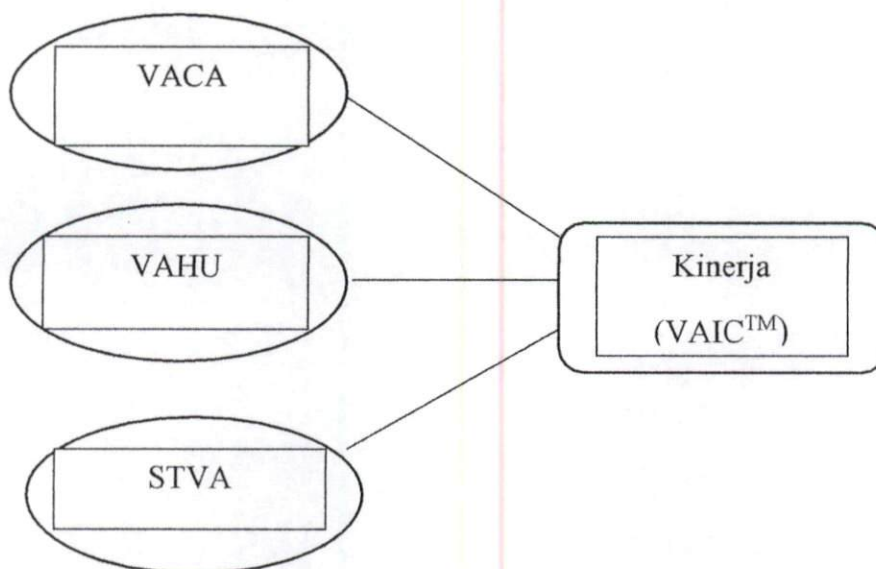 VACA
VAHU
STVA
Kinerja
(VAIC™)